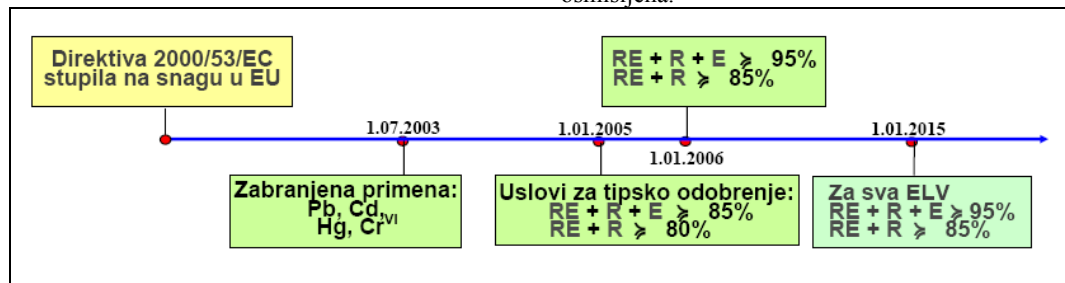 osmisljena.
Direktiva 2000/53/EC
stupila na snagu u EU
RE + R + E ⩾ 95%
RE + R ⩾ 85%
1.07.2003
1.01.2005
1.01.2006
1.01.2015
Zabranjena primena:
Pb, Cd,
Hg, Cr VI
Uslovi za tipsko odobrenje:
RE + R + E ⩾ 85%
RE + R ⩾ 80%
Za sva ELV
RE + R + E ⩾ 95%
RE + R ⩾ 85%